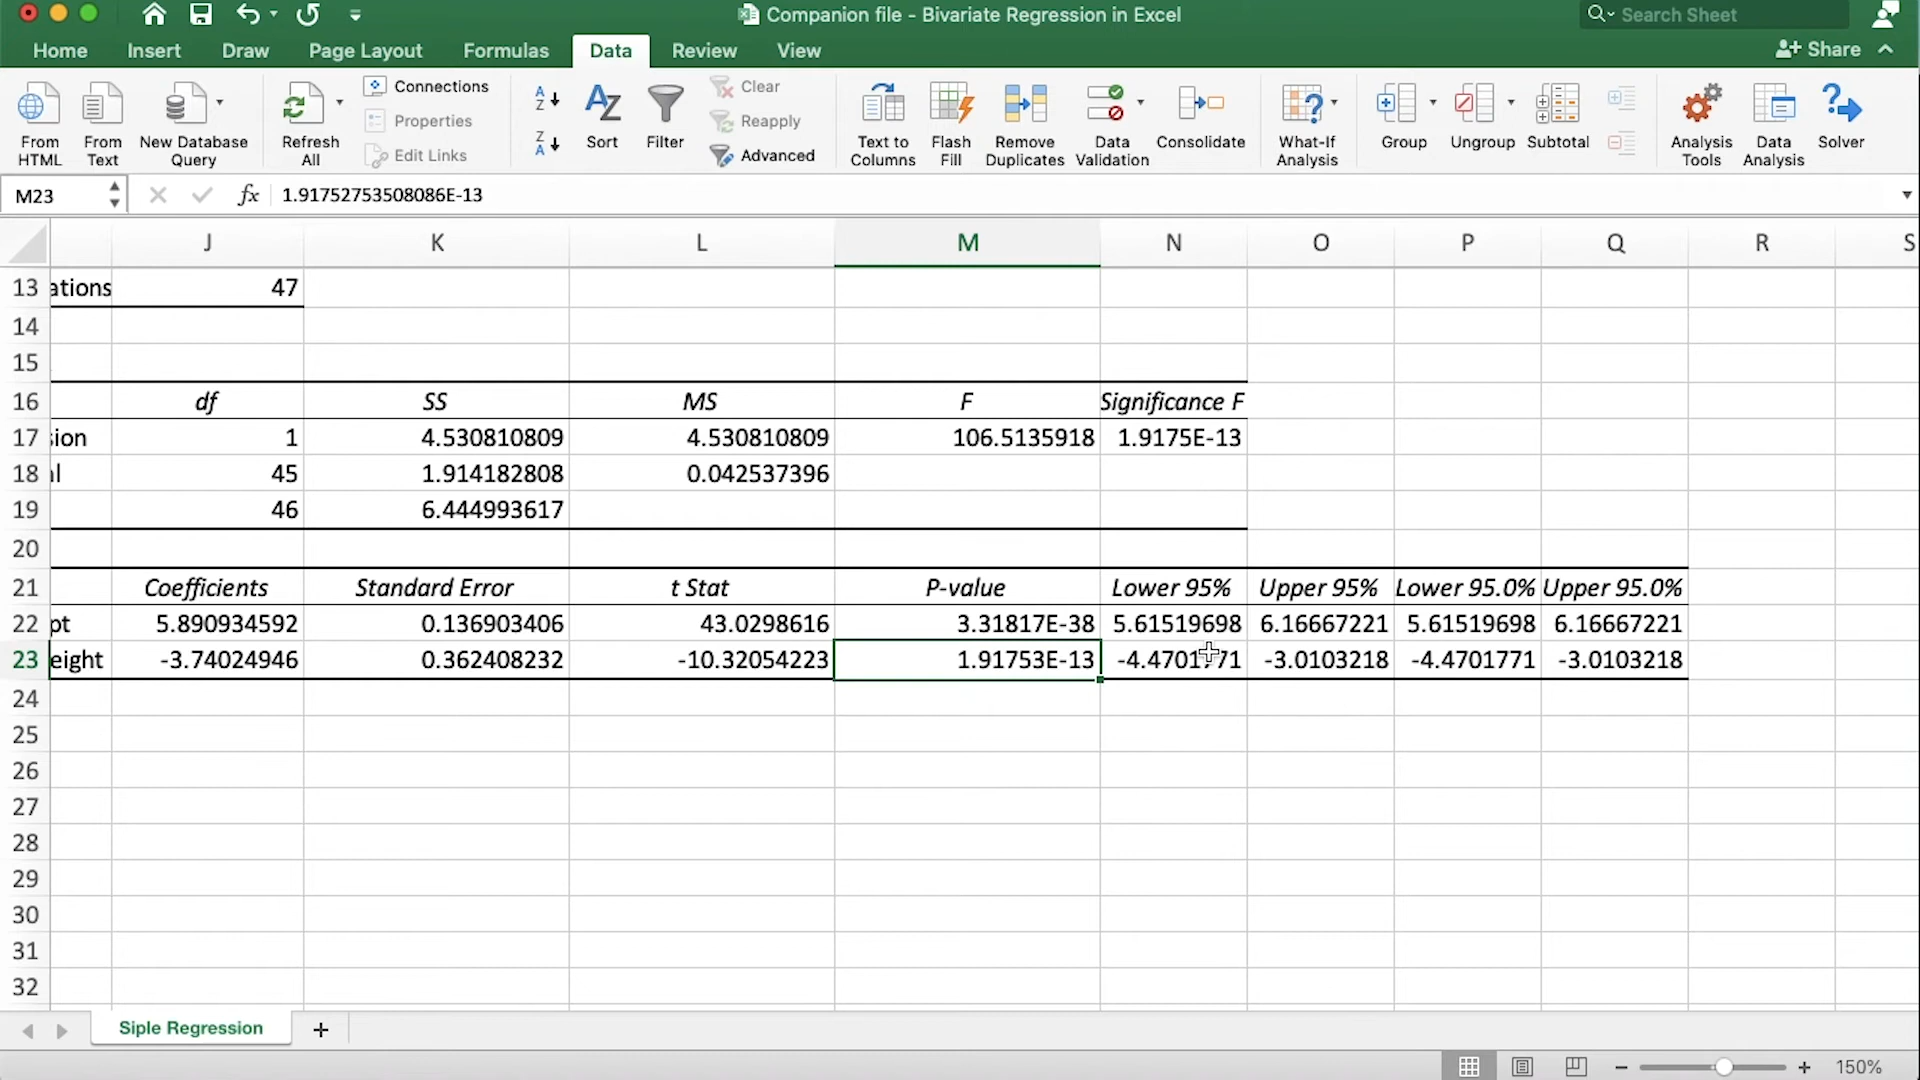 Companion file - Bivariate Regression in Excel
Search Sheet
Home Insert Draw Page Layout Formulas Data Review View
Share
From HTML
From Text
New Database Query
Refresh All
Connections
Properties
Edit Links
Sort
Filter
Clear
Reapply
Advanced
Text to Columns
Flash Fill
Remove Duplicates
Data Validation
Consolidate
What-If Analysis
Group
Ungroup
Subtotal
Analysis Tools
Data Analysis
Solver
M23 fx 1.91752753508086E-13
J K L M N O P Q R S
13 ations 47
14
15
16 df SS MS F Significance F
17 sion 1 4.530810809 4.530810809 106.5135918 1.9175E-13
18 al 45 1.914182808 0.042537396
19 46 6.444993617
20
21 Coefficients Standard Error t Stat P-value Lower 95% Upper 95% Lower 95.0% Upper 95.0%
22 pt 5.890934592 0.136903406 43.0298616 3.31817E-38 5.61519698 6.16667221 5.61519698 6.16667221
23 eight -3.74024946 0.362408232 -10.32054223 1.91753E-13 -4.4701771 -3.0103218 -4.4701771 -3.0103218
24
25
26
27
28
29
30
31
32
Siple Regression
150%